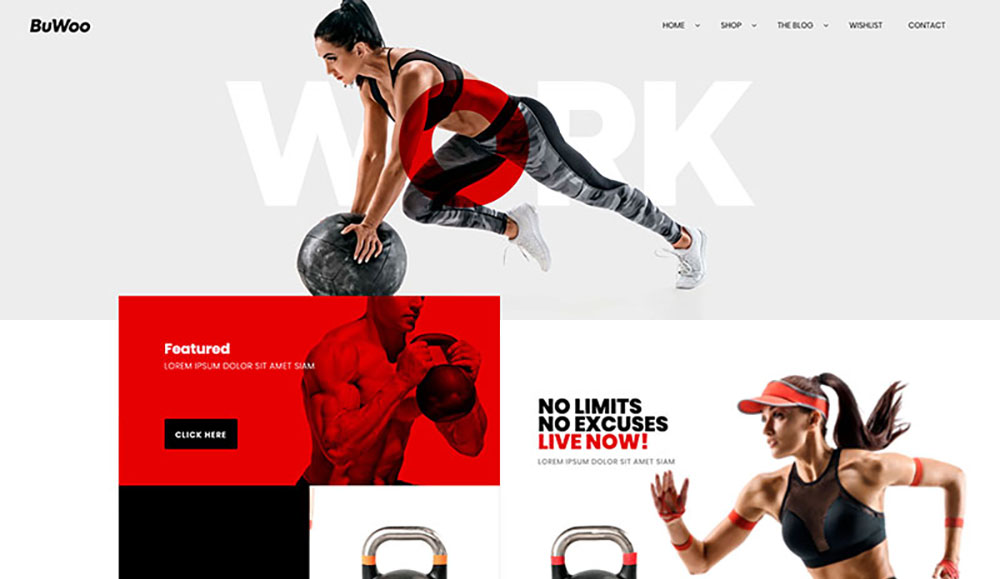 BuWoo
HOME SHOP THE BLOG WISHLIST CONTACT
WORK
Featured
LOREM IPSUM DOLOR SIT AMET SIAM
CLICK HERE
NO LIMITS
NO EXCUSES
LIVE NOW!
LOREM IPSUM DOLOR SIT AMET SIAM